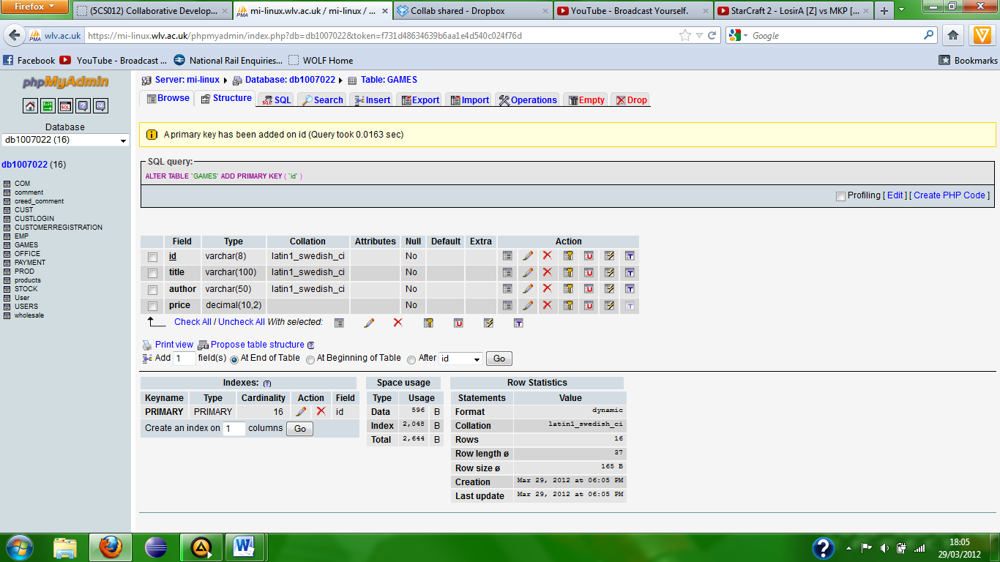 Firefox
(5CS012) Collaborative Develop...
mi-linux.wlv.ac.uk / mi-linux / ...
Collab shared - Dropbox
YouTube - Broadcast Yourself.
StarCraft 2 - LosirA [Z] vs MKP [...
wlv.ac.uk
https://mi-linux.wlv.ac.uk/phpmyadmin/index.php?db=db1007022&token=f731d48634639b6aa1e4d540c024f76d
Google
Facebook YouTube - Broadcast ... National Rail Enquiries... WOLF Home Bookmarks
phpMyAdmin
Database
db1007022 (16)
db1007022 (16)
COM
comment
creed_comment
CUST
CUSTLOGIN
CUSTOMERREGISTRATION
EMP
GAMES
OFFICE
PAYMENT
PROD
products
STOCK
User
USERS
wholesale
Server: mi-linux Database: db1007022 Table: GAMES
Browse Structure SQL Search Insert Export Import Operations Empty Drop
A primary key has been added on id (Query took 0.0163 sec)
SQL query:
ALTER TABLE `GAMES` ADD PRIMARY KEY ( `id` )
Profiling [ Edit ] [ Create PHP Code ]
Field Type Collation Attributes Null Default Extra Action
id varchar(8) latin1_swedish_ci No
title varchar(100) latin1_swedish_ci No
author varchar(50) latin1_swedish_ci No
price decimal(10,2) No
Check All / Uncheck All With selected:
Print view Propose table structure
Add 1 field(s) At End of Table At Beginning of Table After id Go
Indexes:
Keyname Type Cardinality Action Field
PRIMARY PRIMARY 16 id
Create an index on 1 columns Go
Space usage
Type Usage
Data 596 B
Index 2,048 B
Total 2,644 B
Row Statistics
Statements Value
Format dynamic
Collation latin1_swedish_ci
Rows 16
Row length ø 37
Row size ø 165 B
Creation Mar 29, 2012 at 06:05 PM
Last update Mar 29, 2012 at 06:05 PM
18:05
29/03/2012